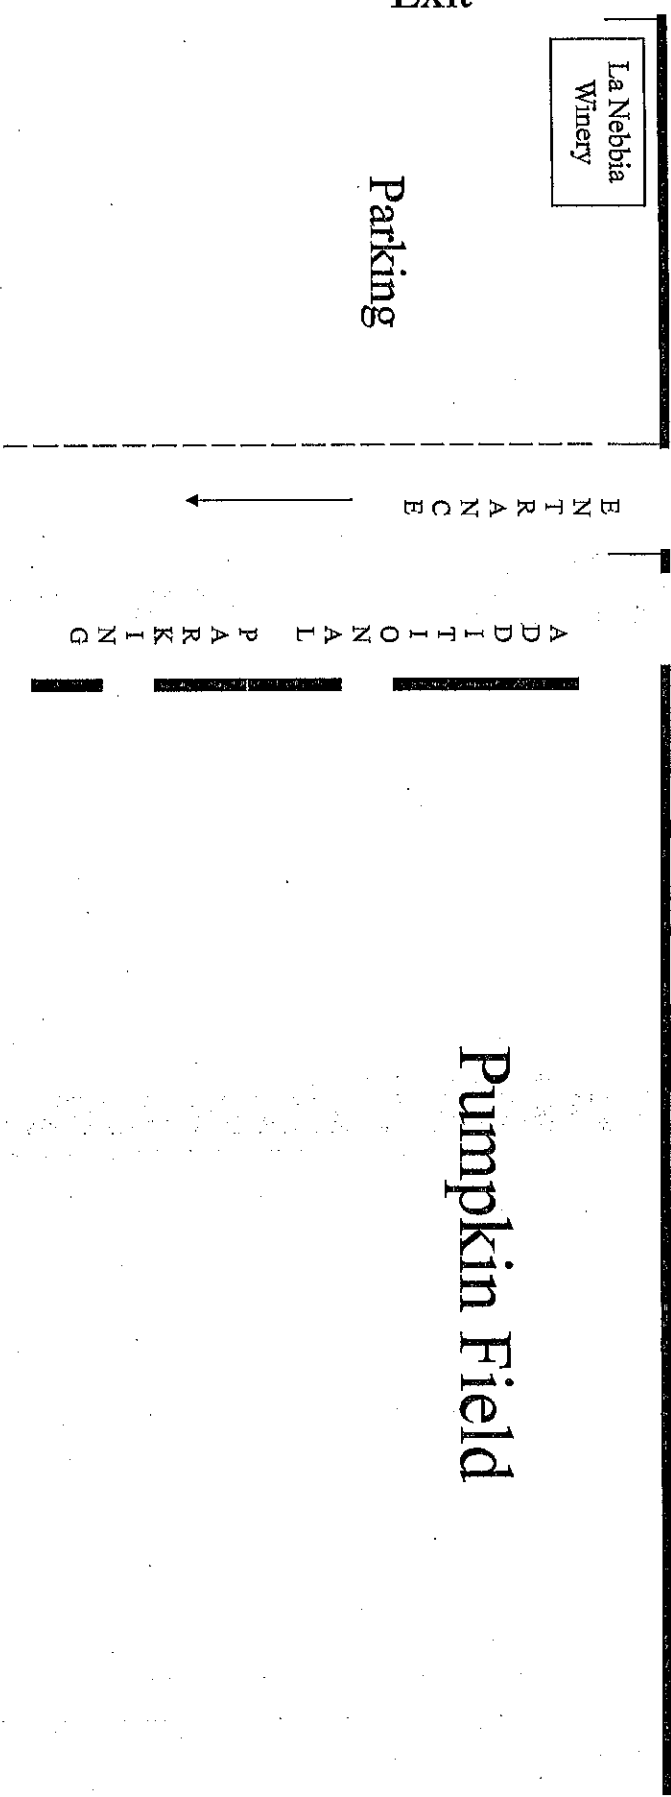 Exit
La Nebbia
Winery
Parking
ENTRANCE
ADDITIONAL PARKING
Pumpkin Field